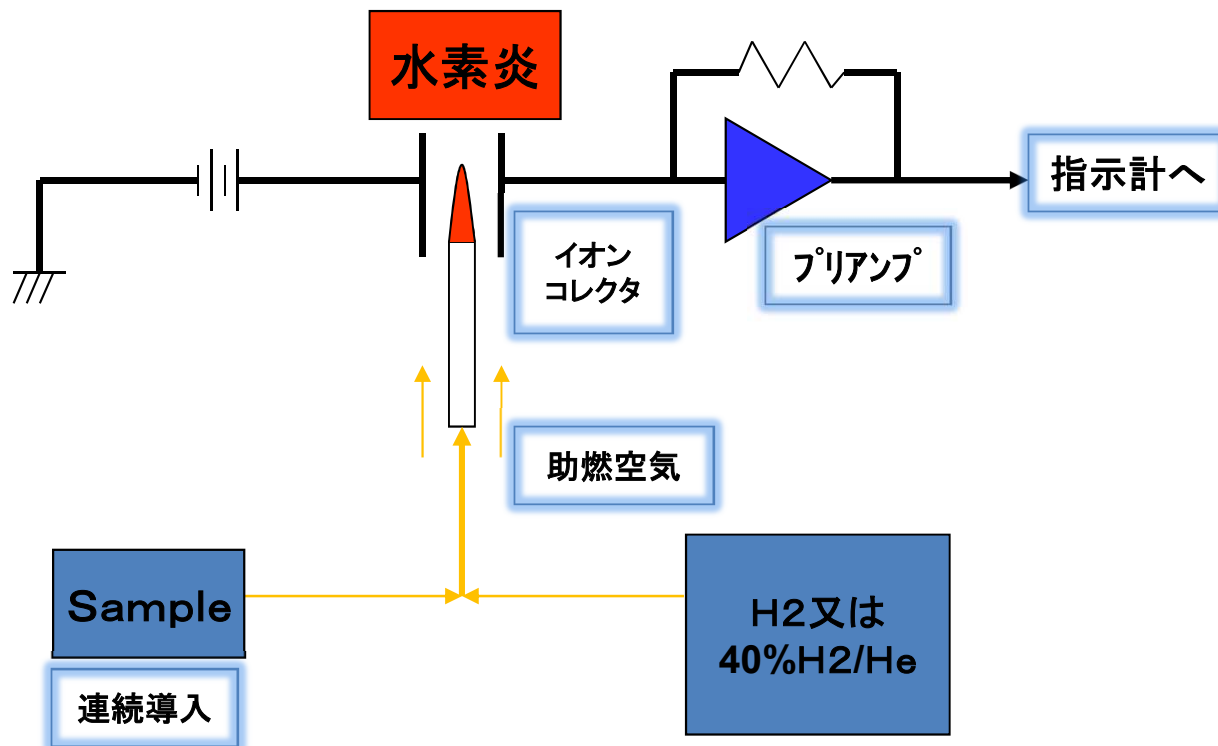 水素炎
指示計へ
イオン
コレクタ
プリアンプ
助燃空気
Sample
H2又は
40%H2/He
連続導入